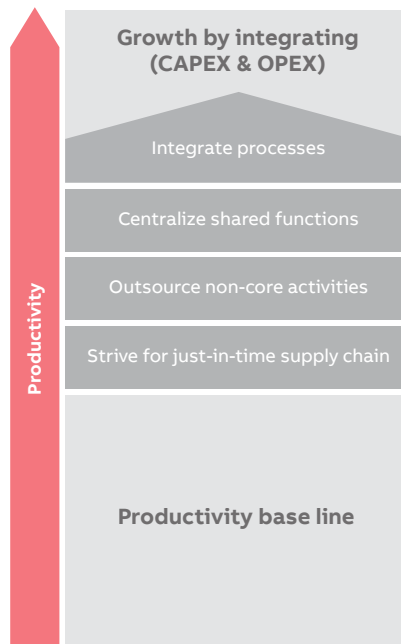 Growth by integrating
(CAPEX & OPEX)
Integrate processes
Centralize shared functions
Outsource non-core activities
Strive for just-in-time supply chain
Productivity
Productivity base line